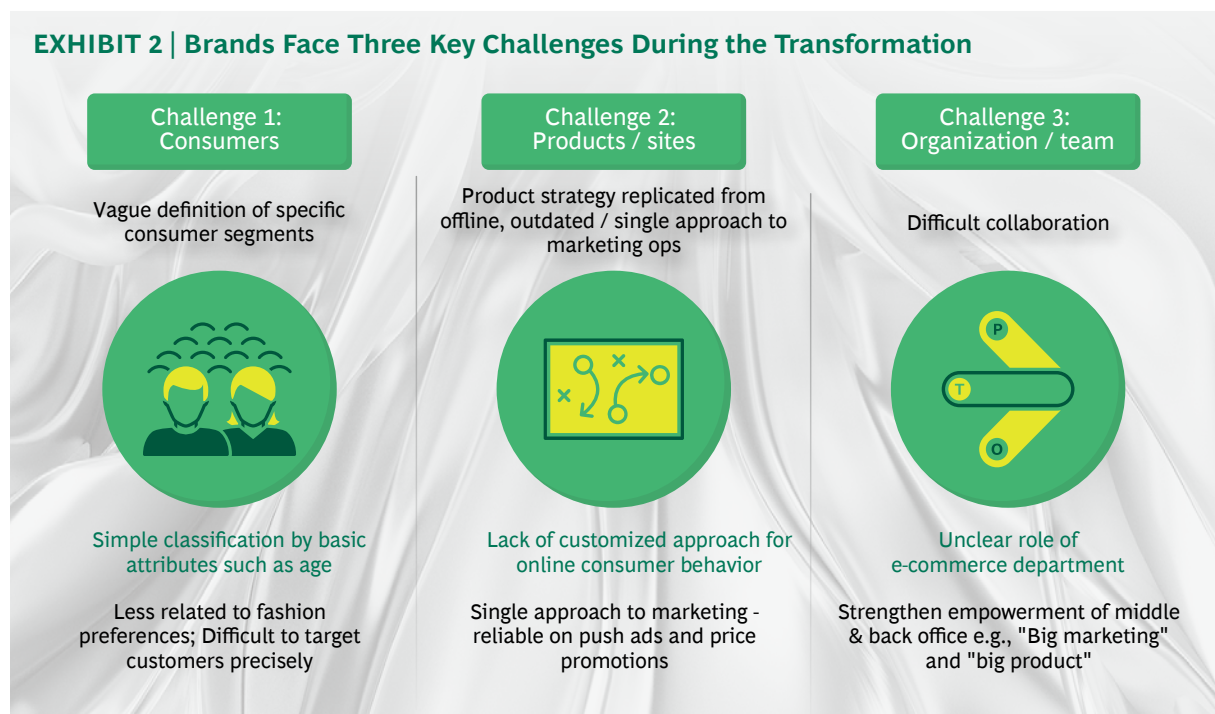 EXHIBIT 2 | Brands Face Three Key Challenges During the Transformation
Challenge 1:
Consumers
Vague definition of specific
consumer segments
Simple classification by basic
attributes such as age
Less related to fashion
preferences; Difficult to target
customers precisely
Challenge 2:
Products / sites
Product strategy replicated from
offline, outdated / single approach to
marketing ops
Lack of customized approach for
online consumer behavior
Single approach to marketing -
reliable on push ads and price
promotions
Challenge 3:
Organization / team
Difficult collaboration
P
T
O
Unclear role of
e-commerce department
Strengthen empowerment of middle
& back office e.g., "Big marketing"
and "big product"